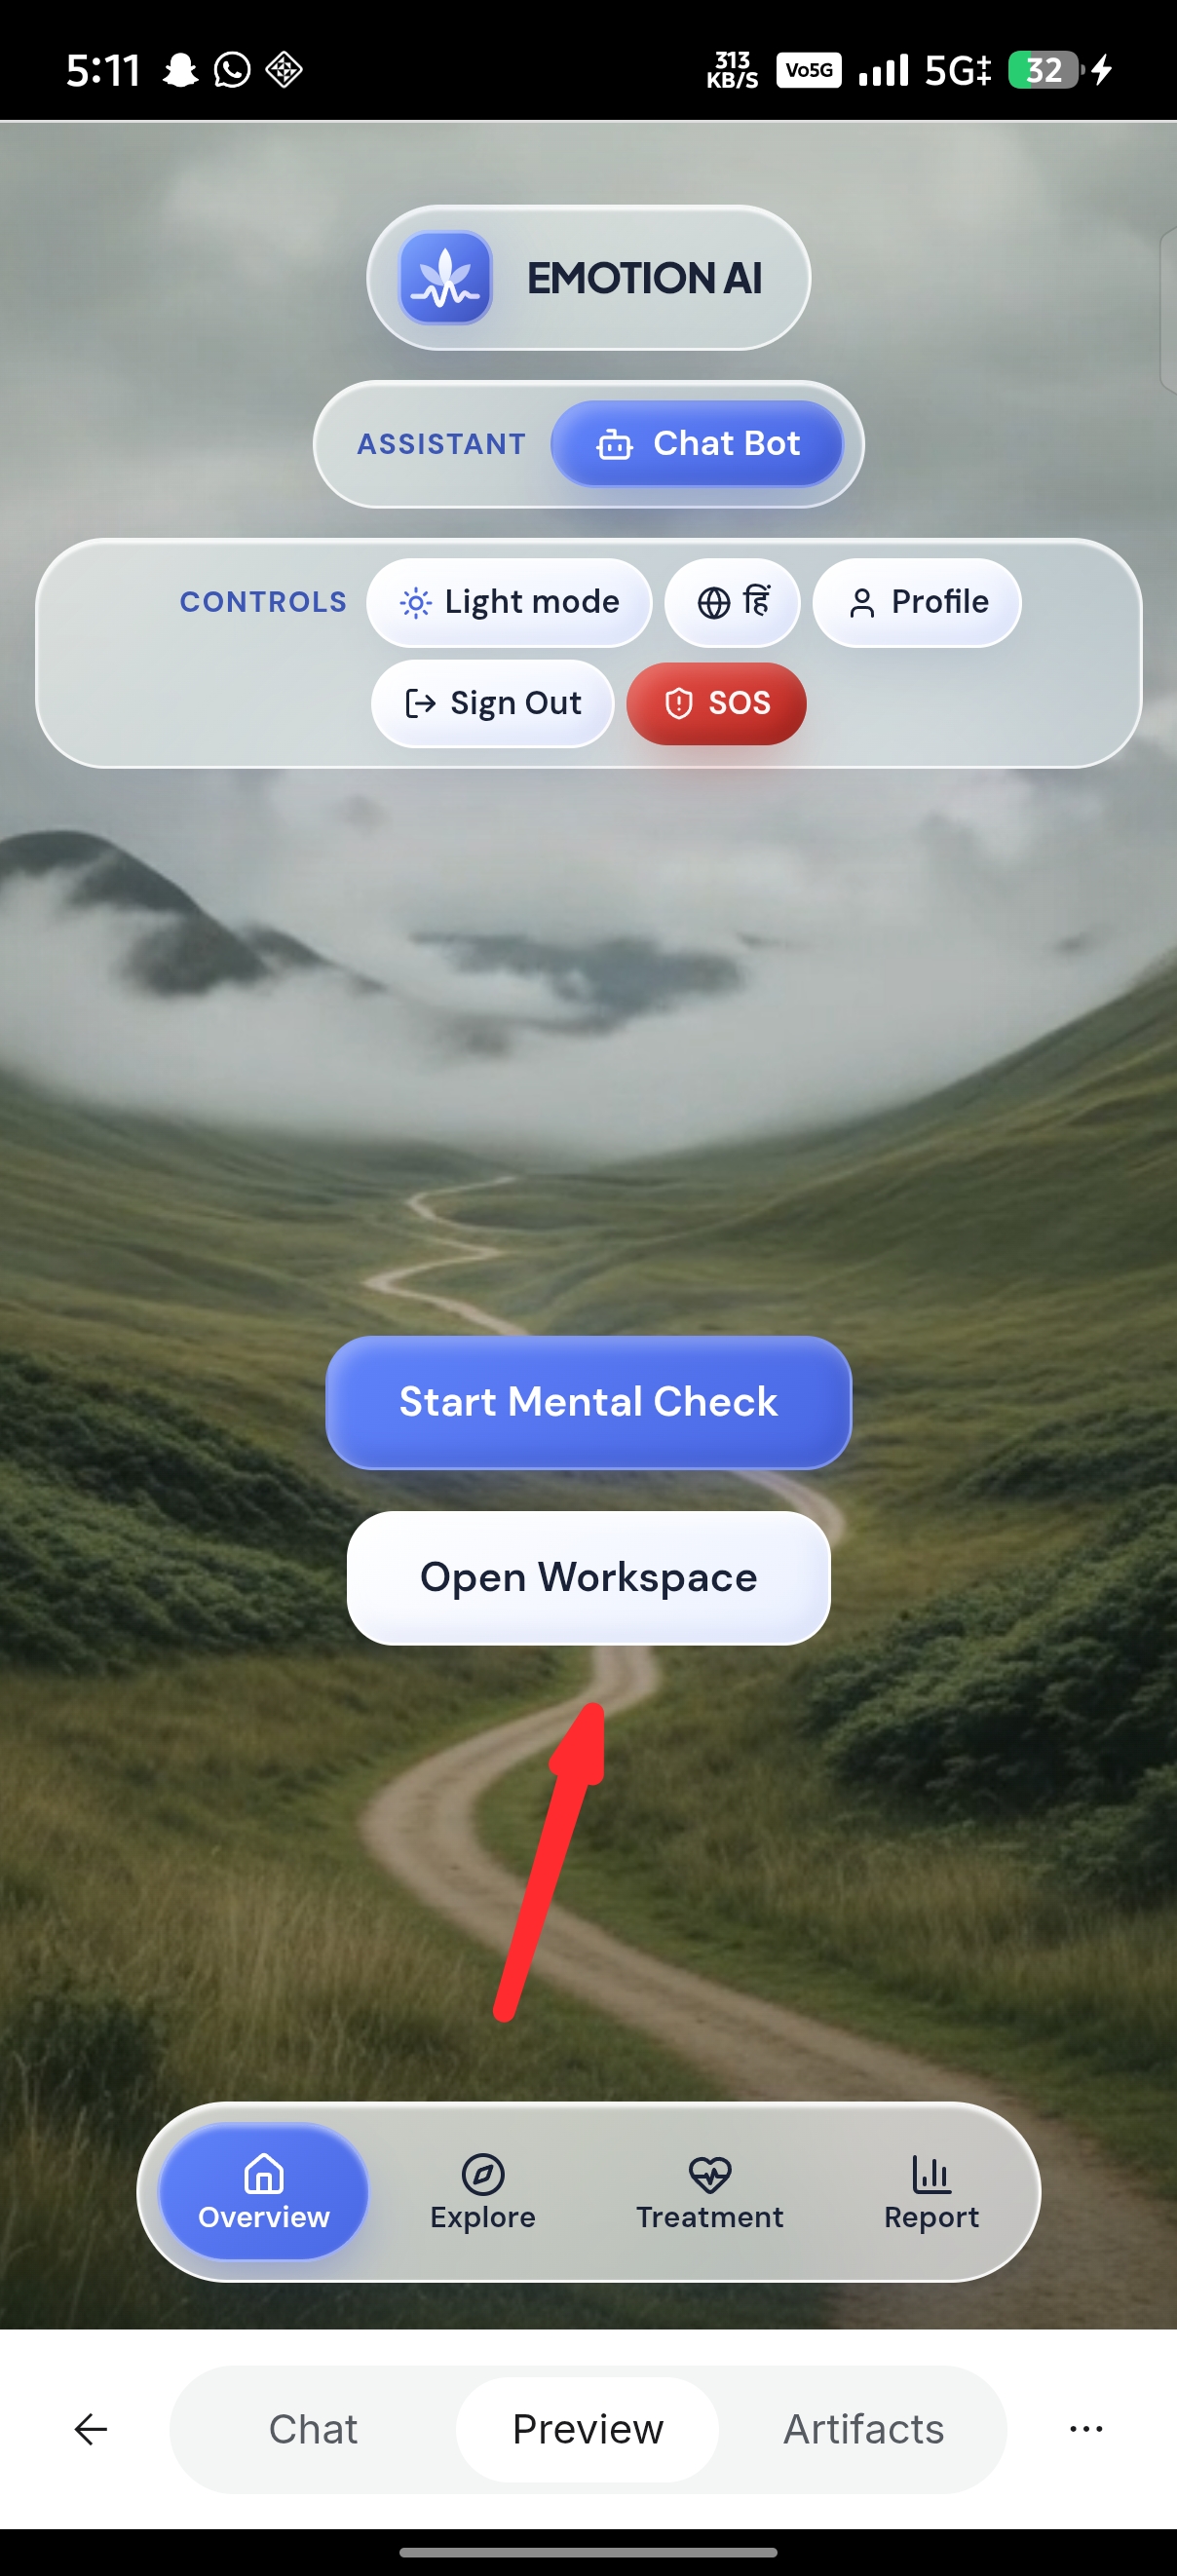 5:11
313
KB/S
Vo5G
5G‡
32
EMOTION AI
ASSISTANT
Chat Bot
CONTROLS
Light mode
हिं
Profile
Sign Out
SOS
Start Mental Check
Open Workspace
Overview
Explore
Treatment
Report
Chat
Preview
Artifacts